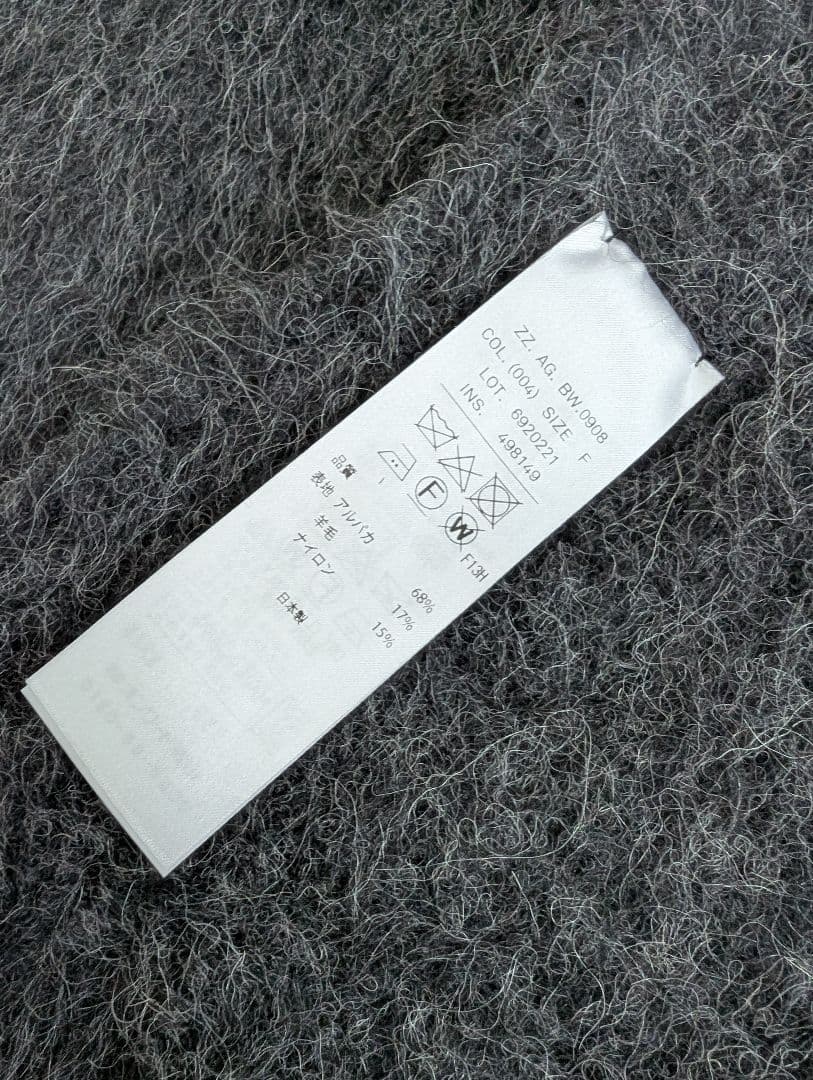 ZZ. AG. BW.0908
COL. (004) SIZE F
LOT. 6920221
INS. 498149
F W
F13H
品質
表地 アルパカ 68%
羊毛 17%
ナイロン 15%
日本製